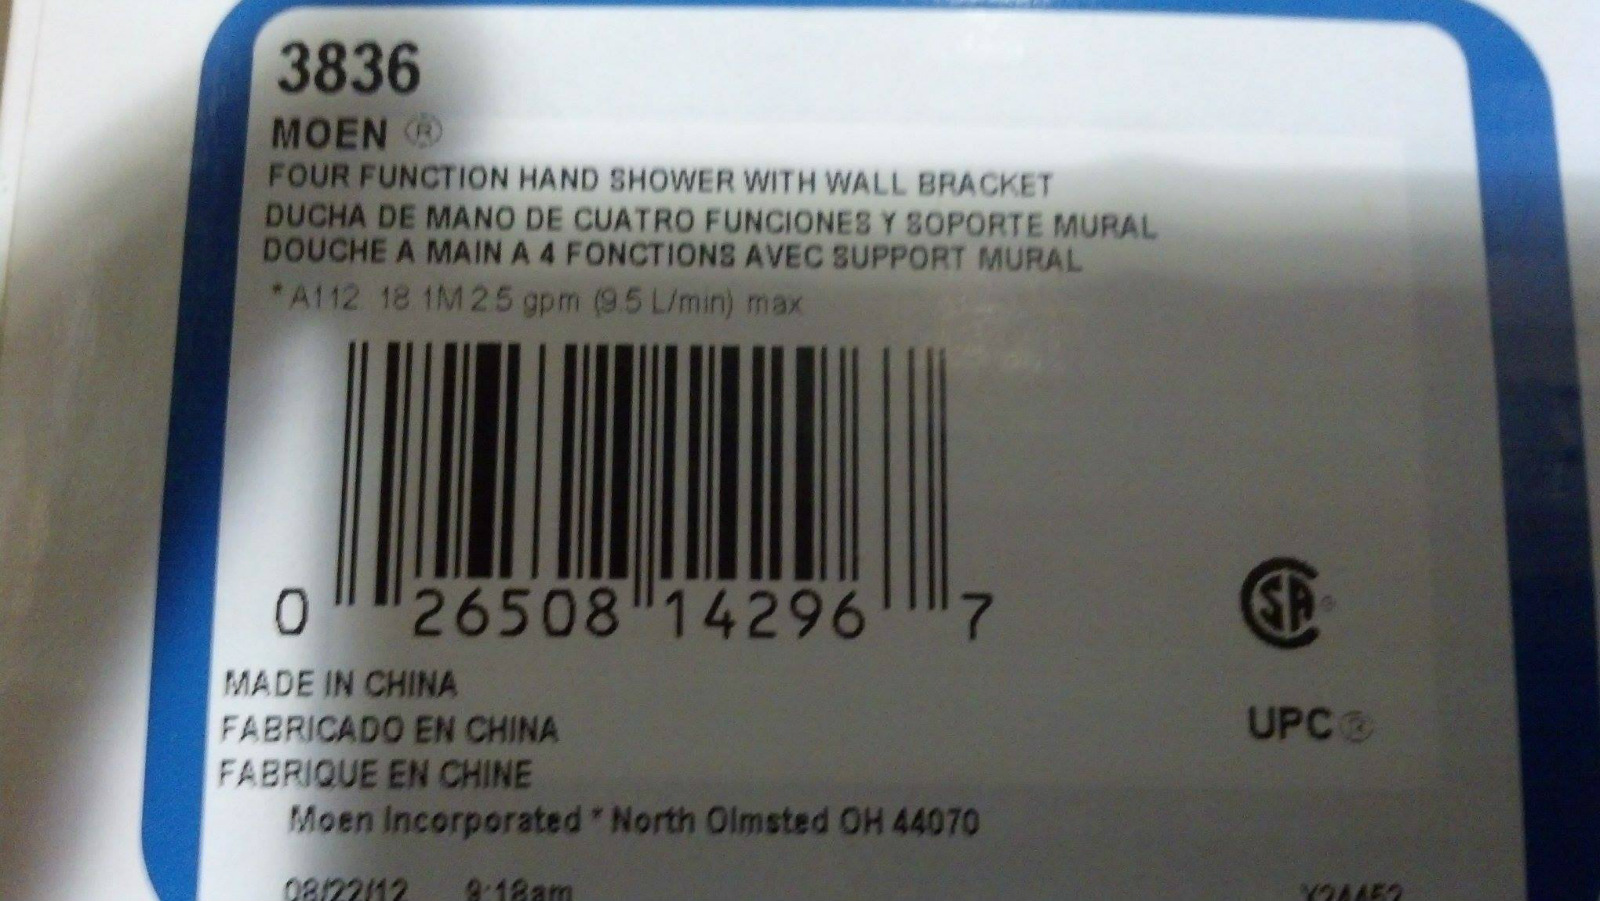 3836
MOEN ®
FOUR FUNCTION HAND SHOWER WITH WALL BRACKET
DUCHA DE MANO DE CUATRO FUNCIONES Y SOPORTE MURAL
DOUCHE A MAIN A 4 FONCTIONS AVEC SUPPORT MURAL
* A112 18 1M 2.5 gpm (9.5 L/min) max
0 26508 14296 7
MADE IN CHINA
FABRICADO EN CHINA
FABRIQUE EN CHINE
SA ®
UPC ®
Moen Incorporated * North Olmsted OH 44070
08/22/12 9:18am